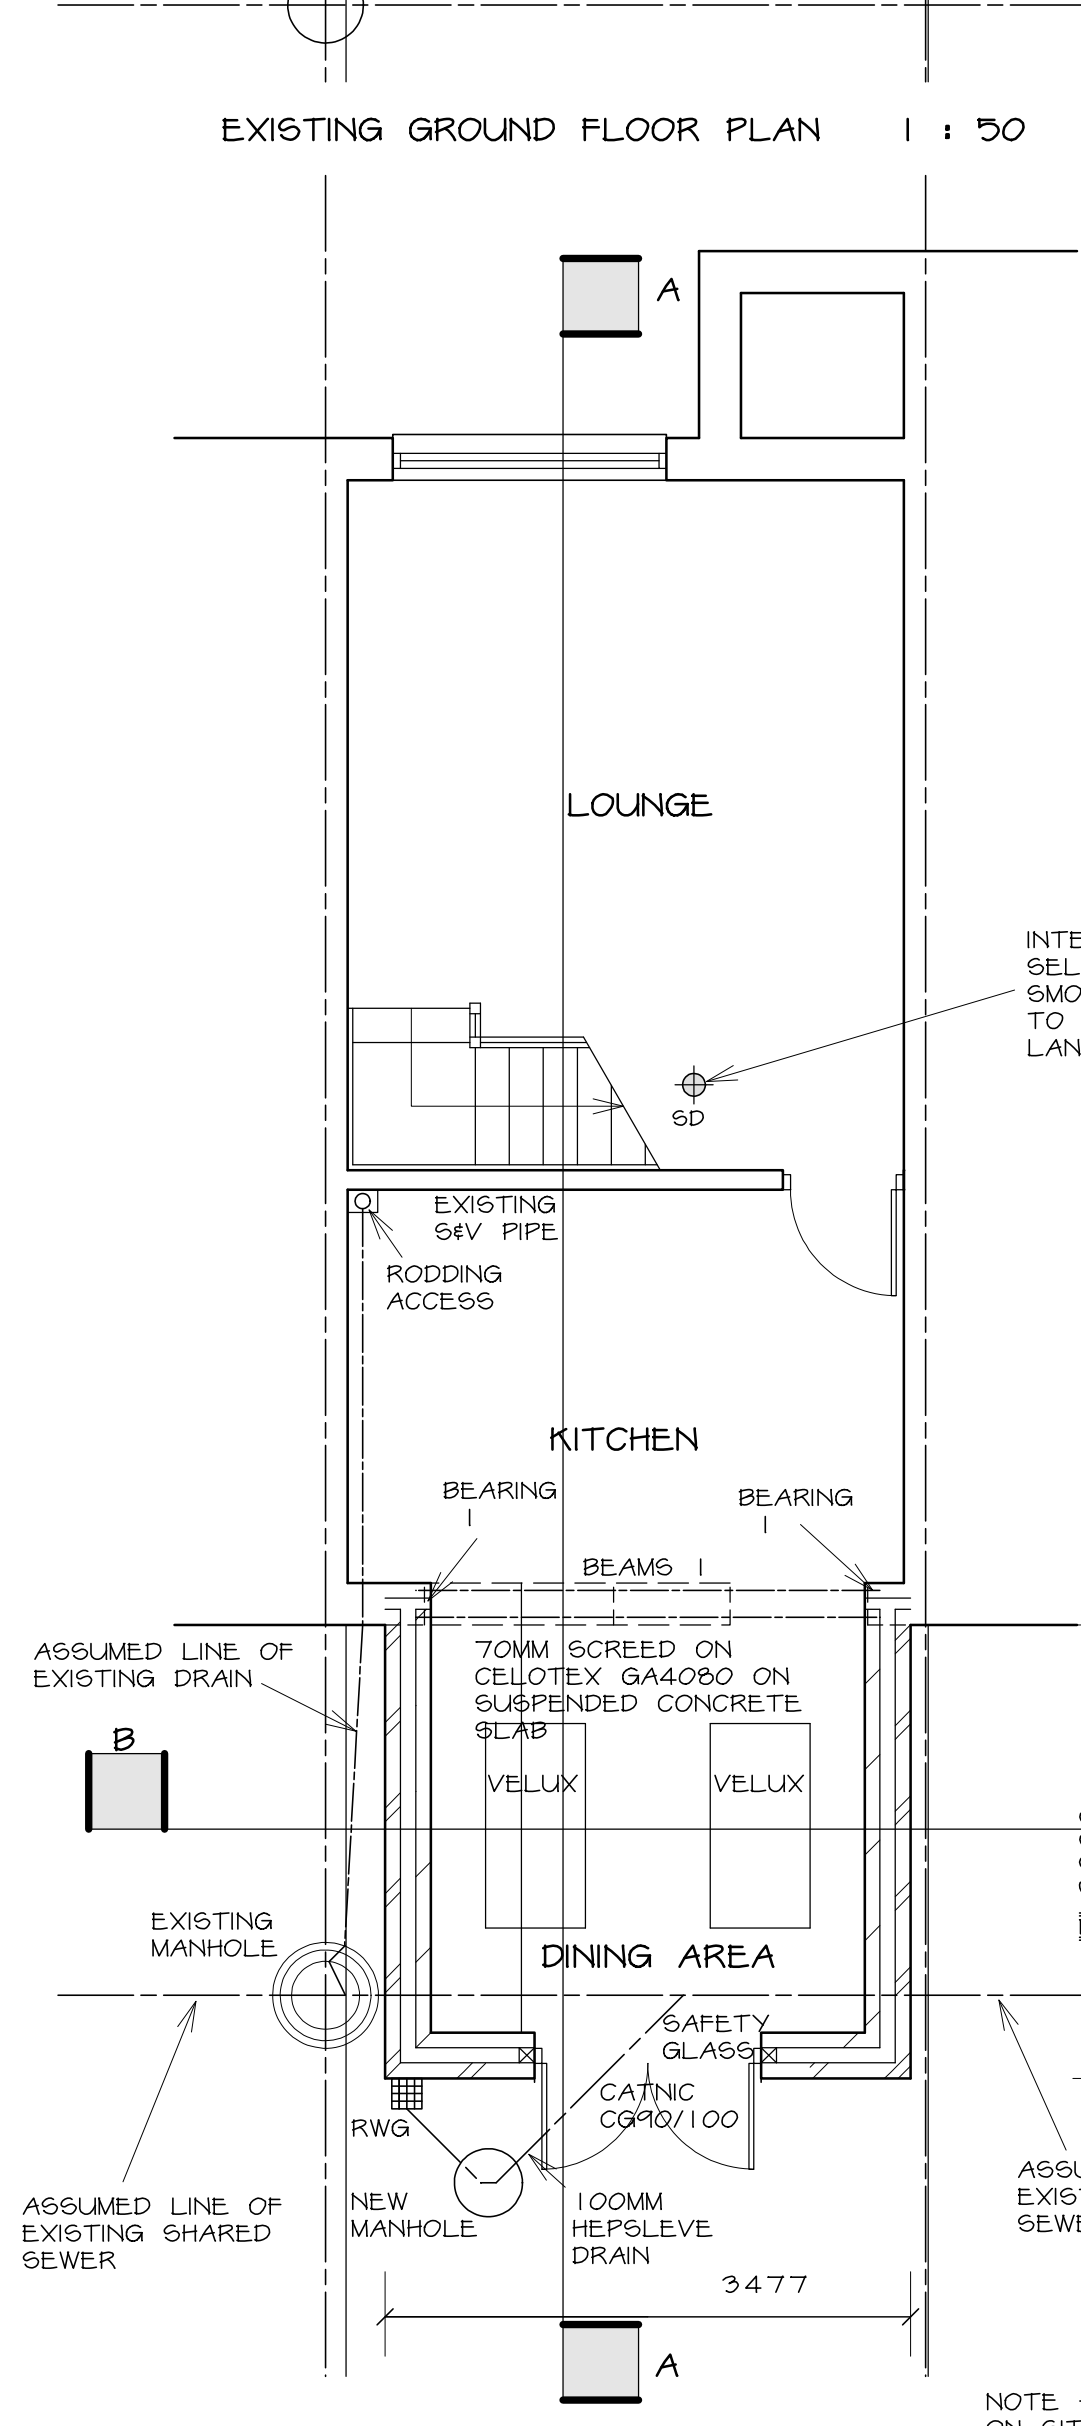 EXISTING GROUND FLOOR PLAN 1 : 50
A
LOUNGE
SD
EXISTING
S&V PIPE
RODDING
ACCESS
KITCHEN
BEARING
1
BEARING
1
BEAMS 1
ASSUMED LINE OF
EXISTING DRAIN
70MM SCREED ON
CELOTEX GA4080 ON
SUSPENDED CONCRETE
SLAB
B
VELUX
VELUX
EXISTING
MANHOLE
DINING AREA
SAFETY
GLASS
CATNIC
CG90/100
RWG
NEW
MANHOLE
100MM
HEPSLEVE
DRAIN
ASSUMED LINE OF
EXISTING SHARED
SEWER
3477
A
TO
NOTE